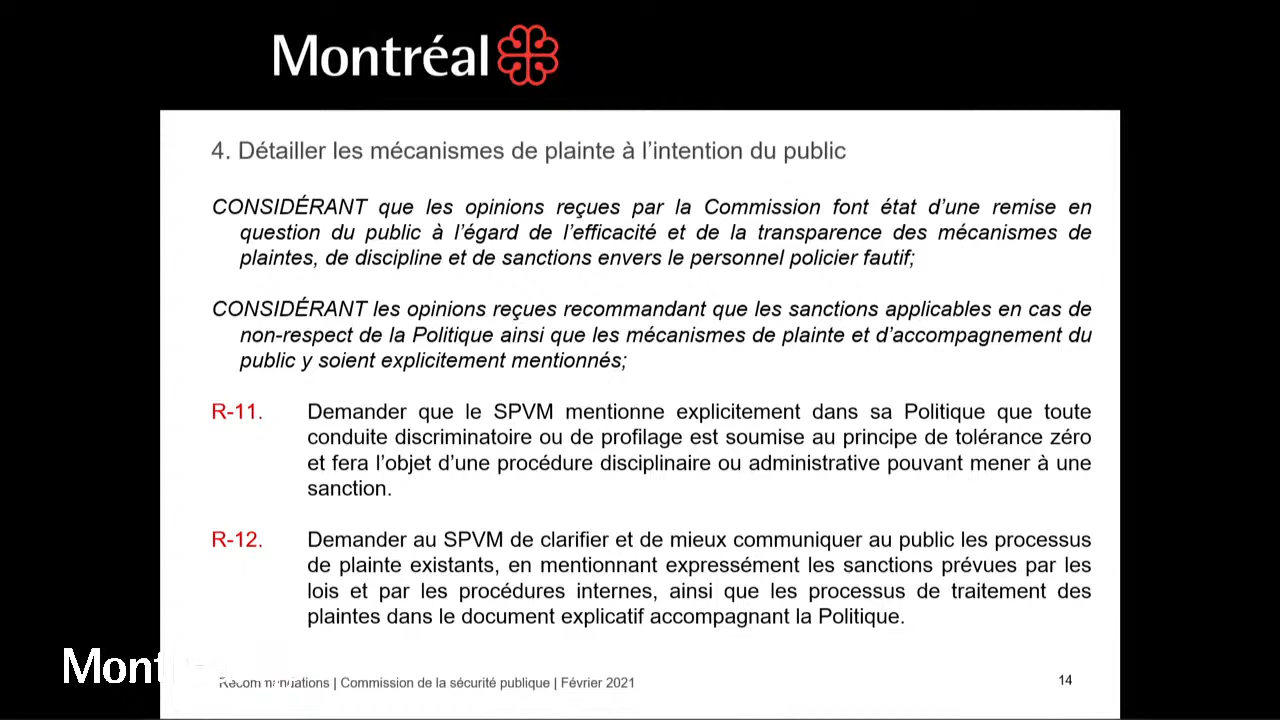 Montréal
4. Détailler les mécanismes de plainte à l’intention du public
CONSIDÉRANT que les opinions reçues par la Commission font état d’une remise en
question du public à l’égard de l’efficacité et de la transparence des mécanismes de
plaintes, de discipline et de sanctions envers le personnel policier fautif;
CONSIDÉRANT les opinions reçues recommandant que les sanctions applicables en cas de
non-respect de la Politique ainsi que les mécanismes de plainte et d’accompagnement du
public y soient explicitement mentionnés;
R-11. Demander que le SPVM mentionne explicitement dans sa Politique que toute
conduite discriminatoire ou de profilage est soumise au principe de tolérance zéro
et fera l’objet d’une procédure disciplinaire ou administrative pouvant mener à une
sanction.
R-12. Demander au SPVM de clarifier et de mieux communiquer au public les processus
de plainte existants, en mentionnant expressément les sanctions prévues par les
lois et par les procédures internes, ainsi que les processus de traitement des
plaintes dans le document explicatif accompagnant la Politique.
Montré
Recommandations | Commission de la sécurité publique | Février 2021
14